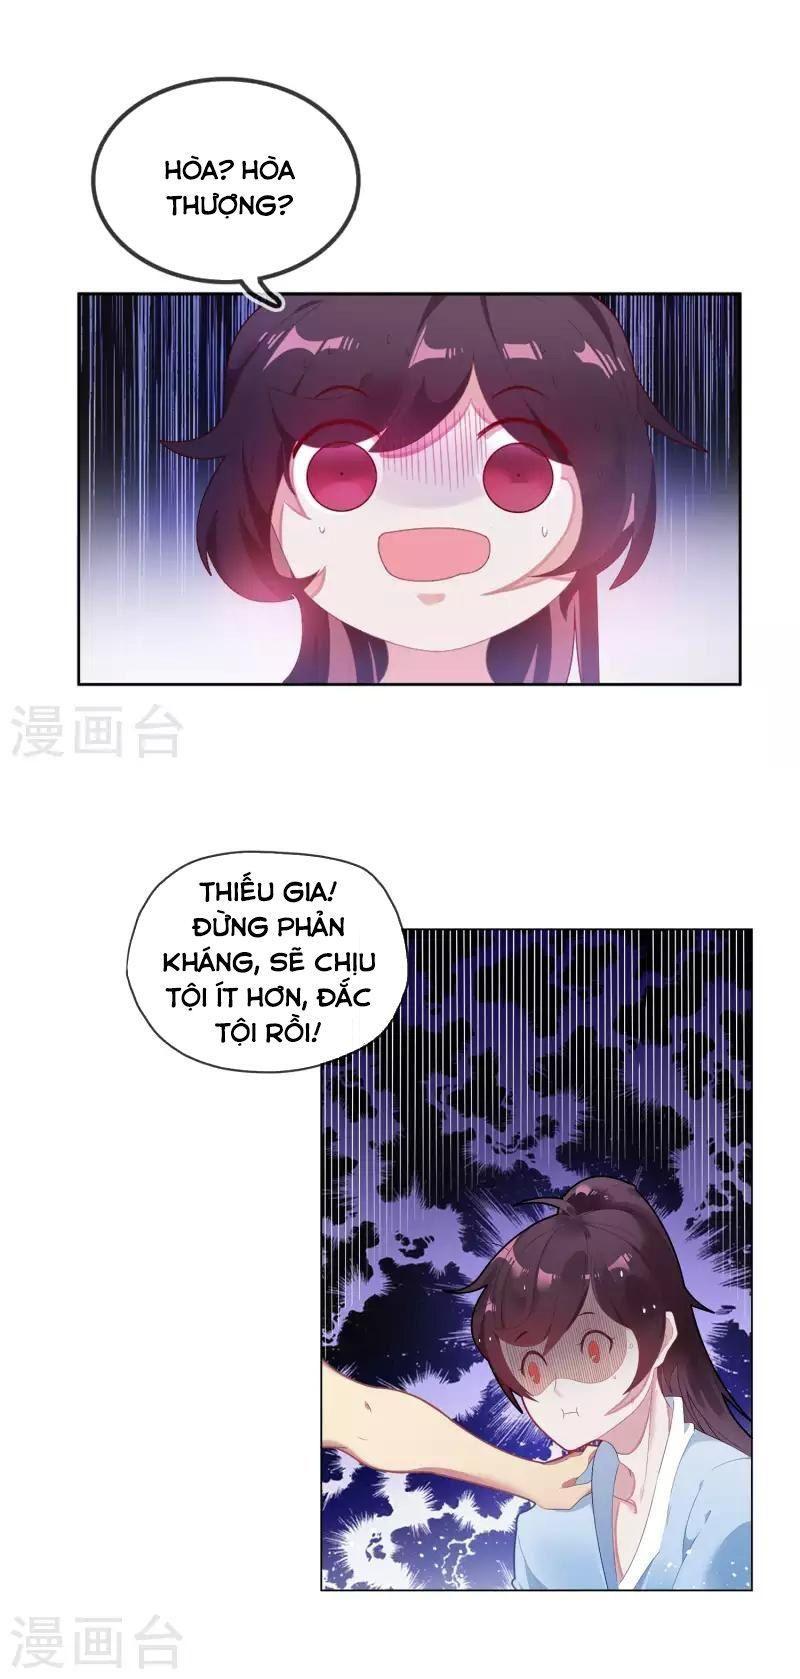 HÒA? HÒA
THƯỢNG?
漫画台
THIẾU GIA!
ĐỪNG PHẢN
KHÁNG, SẼ CHỊU
TỘI ÍT HƠN, ĐẮC
TỘI RỒI!
漫画台